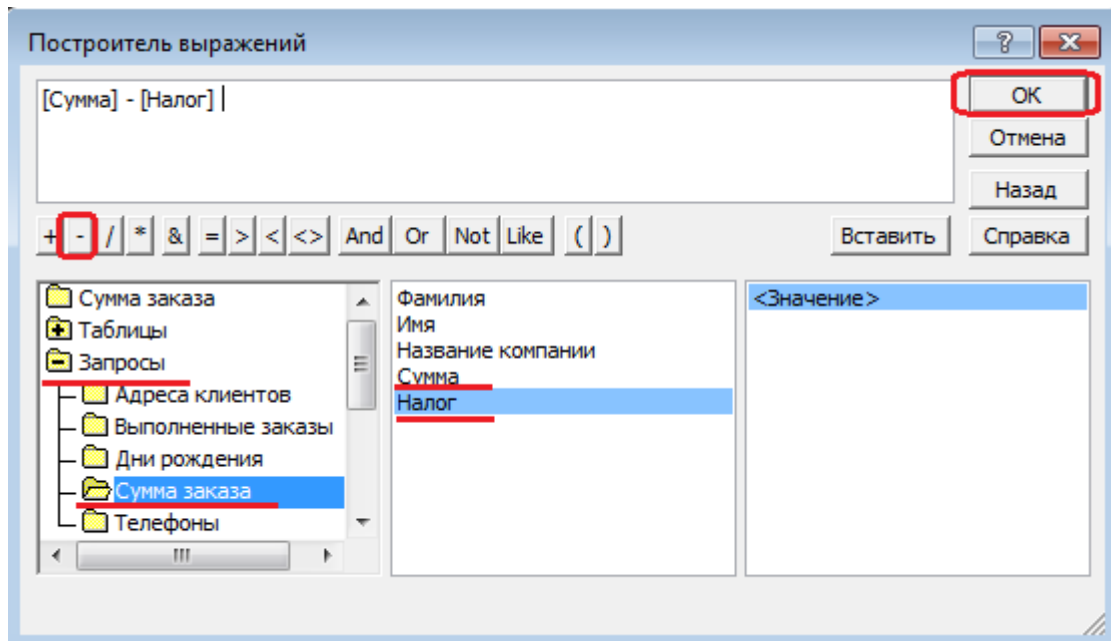 Построитель выражений
?
[Сумма] - [Налог]
OK
Отмена
Назад
+ - / * & = > < <> And Or Not Like ( ) Вставить Справка
Сумма заказа
Таблицы
Запросы
Адреса клиентов
Выполненные заказы
Дни рождения
Сумма заказа
Телефоны
Фамилия
Имя
Название компании
Сумма
Налог
<Значение>